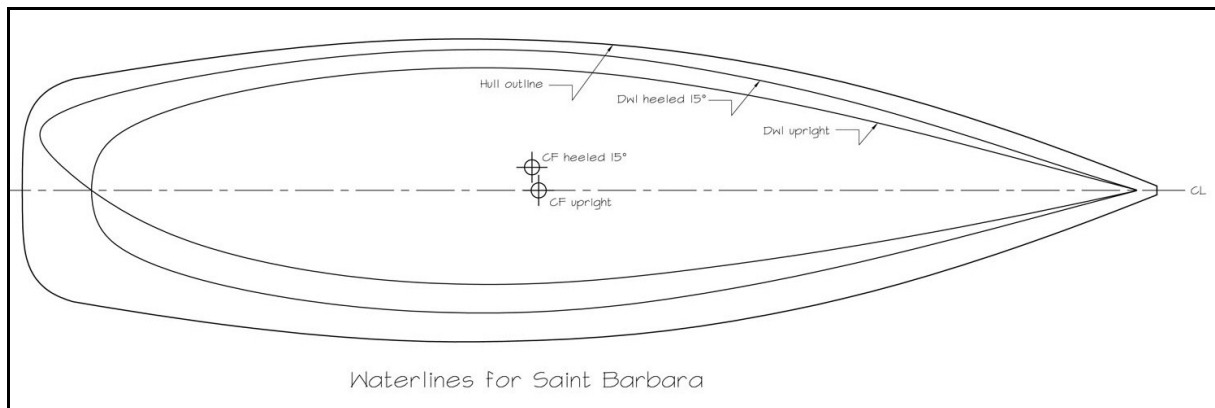 Hull outline
Dwl heeled 15°
Dwl upright
CF heeled 15°
CL
CF upright
Waterlines for Saint Barbara